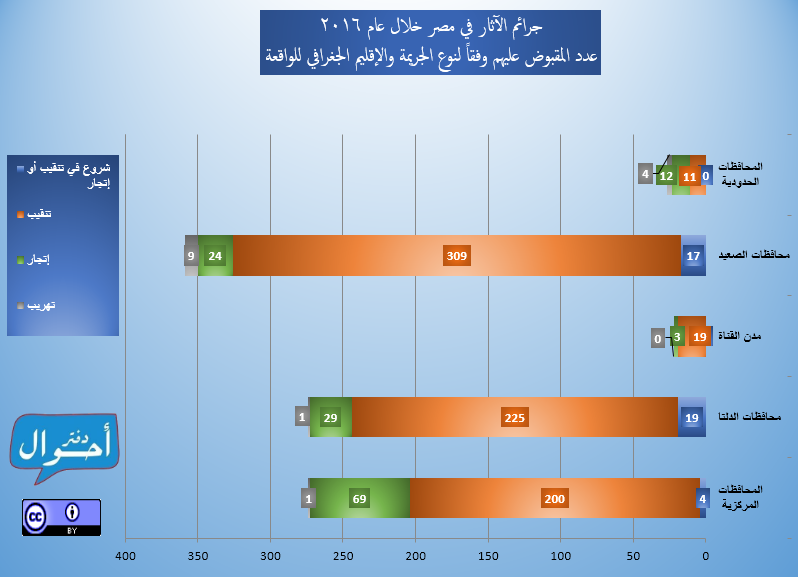 جرائم الآثار في مصر خلال عام ٢٠١٦
عدد المقبوض عليهم وفقاً لنوع الجريمة والإقليم الجغرافي للواقعة
شروع في تنقيب أو
إتجار
تنقيب
إتجار
تهريب
المحافظات
الحدودية
0
11
12
4
محافظات الصعيد
17
309
24
9
مدن القناة
19
3
0
محافظات الدلتا
19
225
29
1
المحافظات
المركزية
4
200
69
1
400 350 300 250 200 150 100 50 0
دفتر
أحوال
cc
BY